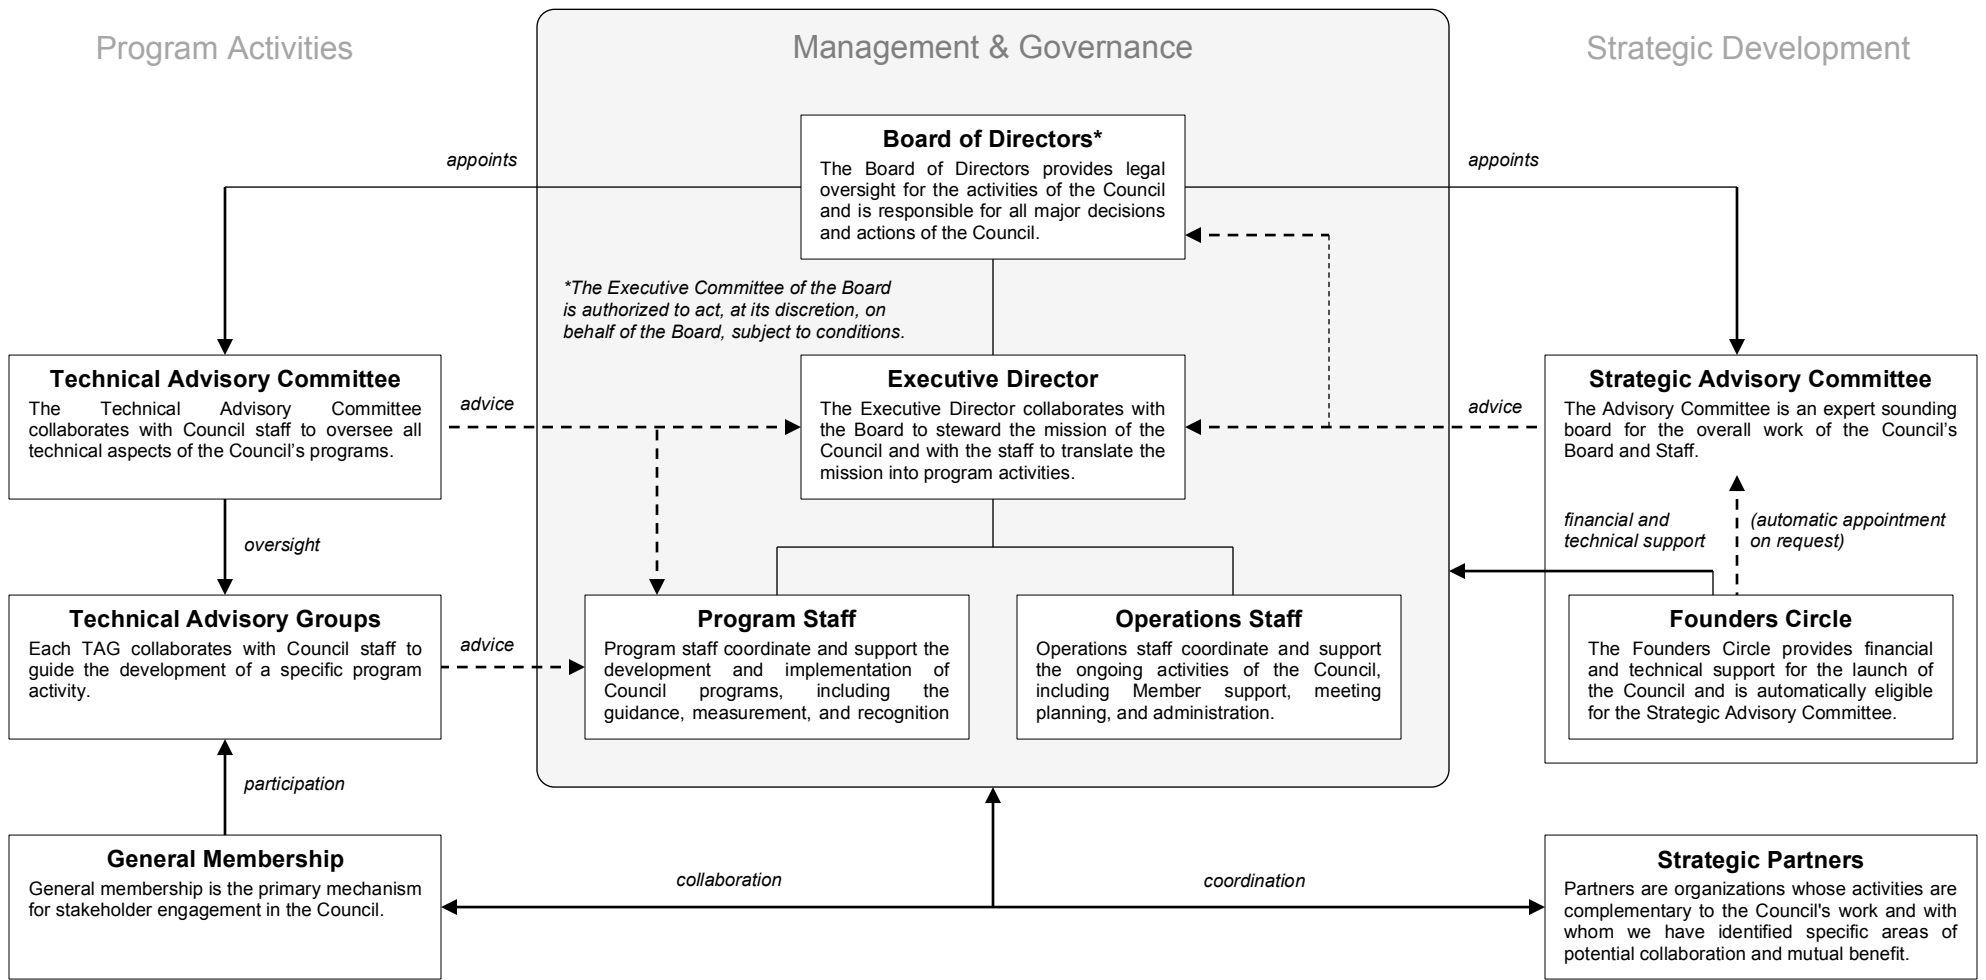 Program Activities
Management & Governance
Strategic Development
Board of Directors*
The Board of Directors provides legal
oversight for the activities of the Council
and is responsible for all major decisions
and actions of the Council.
appoints
appoints
*The Executive Committee of the Board
is authorized to act, at its discretion, on
behalf of the Board, subject to conditions.
Technical Advisory Committee
The Technical Advisory Committee
collaborates with Council staff to oversee all
technical aspects of the Council's programs.
advice
Executive Director
The Executive Director collaborates with
the Board to steward the mission of the
Council and with the staff to translate the
mission into program activities.
advice
Strategic Advisory Committee
The Advisory Committee is an expert sounding
board for the overall work of the Council's
Board and Staff.
financial and
technical support
(automatic appointment
on request)
oversight
Technical Advisory Groups
Each TAG collaborates with Council staff to
guide the development of a specific program
activity.
advice
Program Staff
Program staff coordinate and support the
development and implementation of
Council programs, including the
guidance, measurement, and recognition
Operations Staff
Operations staff coordinate and support
the ongoing activities of the Council,
including Member support, meeting
planning, and administration.
Founders Circle
The Founders Circle provides financial
and technical support for the launch of
the Council and is automatically eligible
for the Strategic Advisory Committee.
participation
General Membership
General membership is the primary mechanism
for stakeholder engagement in the Council.
collaboration
coordination
Strategic Partners
Partners are organizations whose activities are
complementary to the Council's work and with
whom we have identified specific areas of
potential collaboration and mutual benefit.